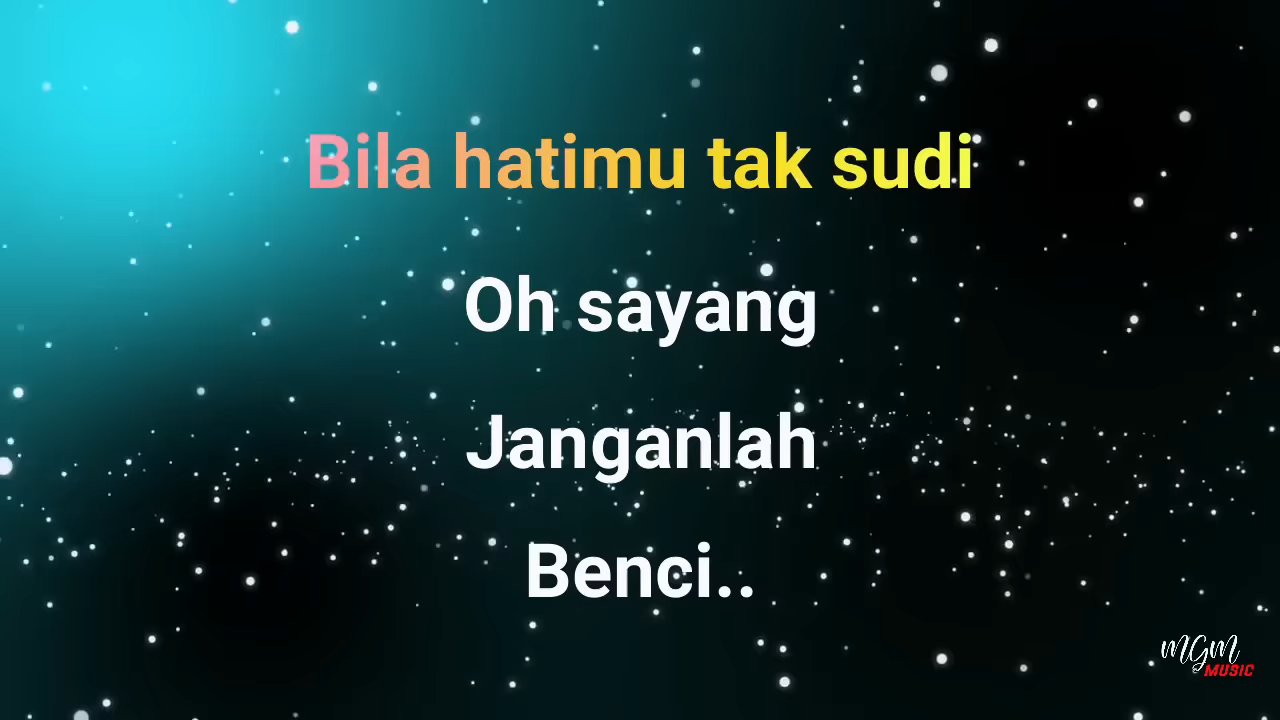 Bila hatimu tak sudi
Oh sayang
Janganlah
Benci..
MGM
MUSIC